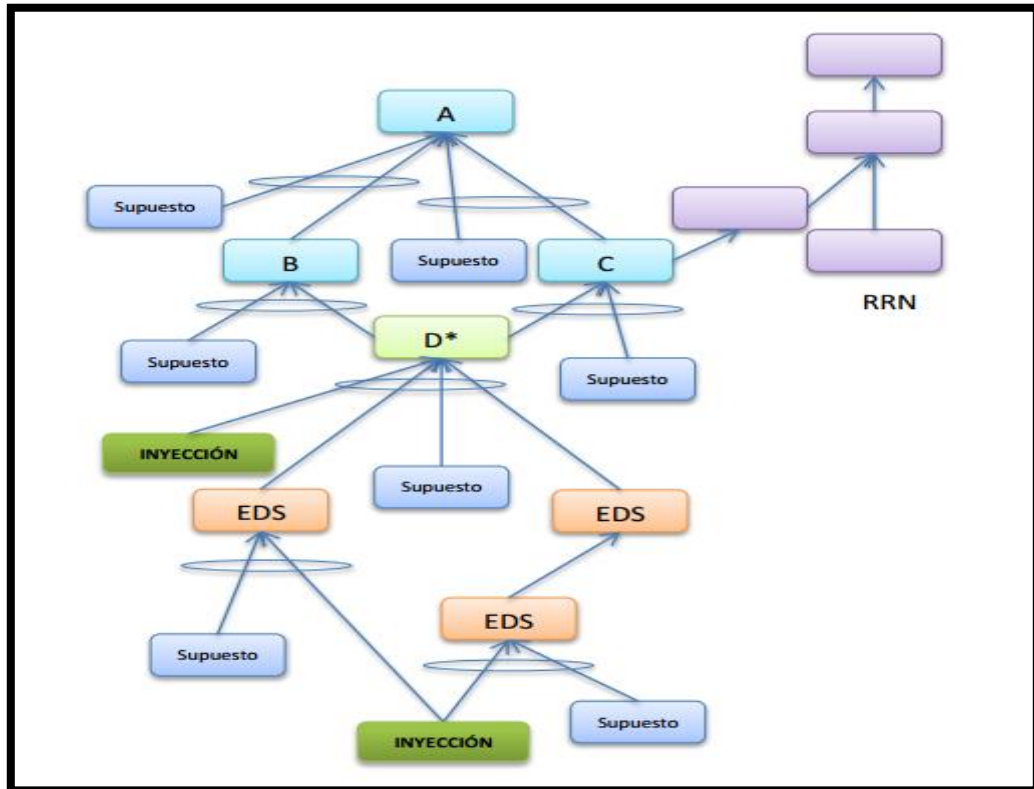 A
Supuesto
B
Supuesto
C
RRN
D*
Supuesto
Supuesto
INYECCIÓN
Supuesto
EDS
EDS
EDS
Supuesto
Supuesto
INYECCIÓN